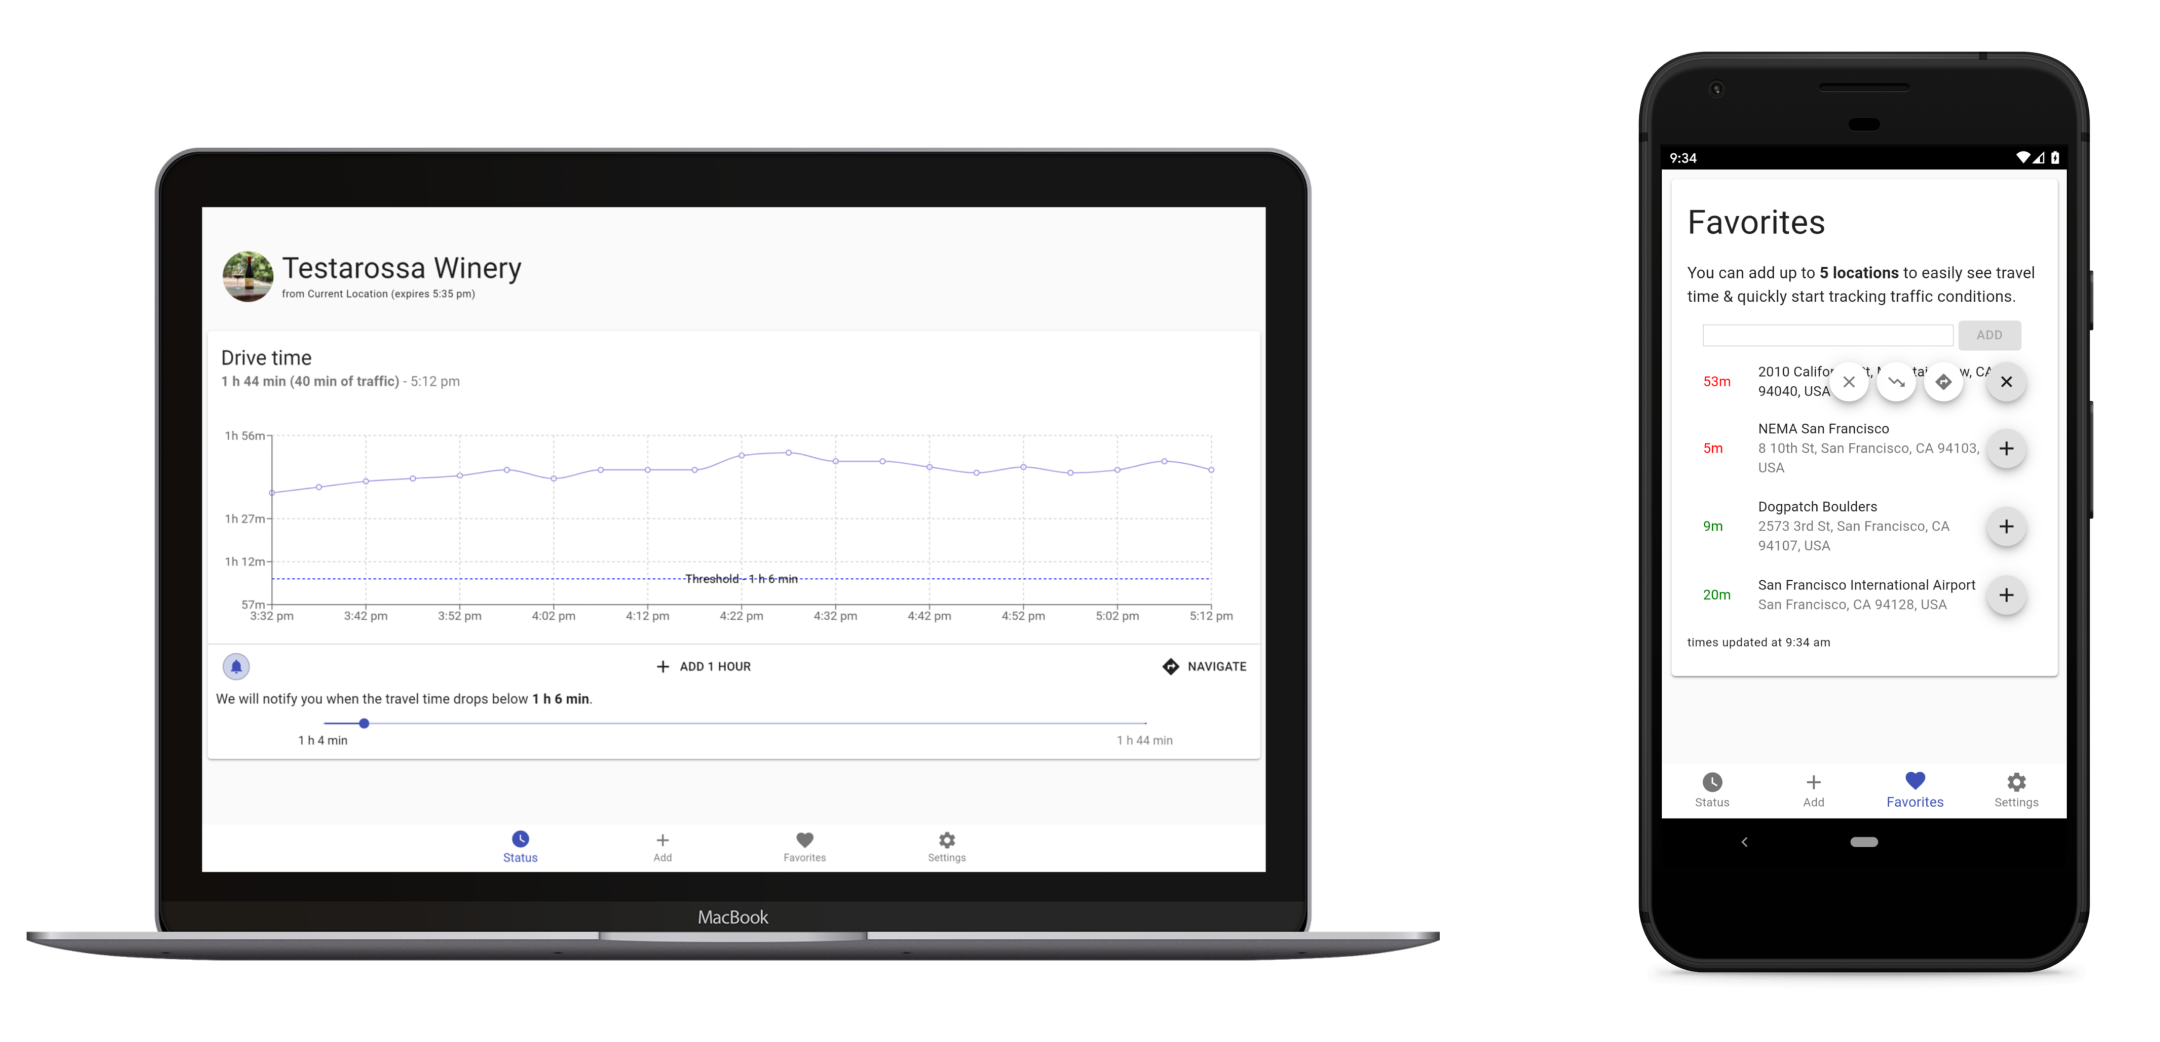 Testarossa Winery
from Current Location (expires 5:35 pm)
Drive time
1 h 44 min (40 min of traffic) - 5:12 pm
1h 56m
1h 27m
1h 12m
Threshold - 1 h 6 min
57m
3:32 pm 3:42 pm 3:52 pm 4:02 pm 4:12 pm 4:22 pm 4:32 pm 4:42 pm 4:52 pm 5:02 pm 5:12 pm
ADD 1 HOUR
NAVIGATE
We will notify you when the travel time drops below 1 h 6 min.
1 h 4 min
1 h 44 min
Status
Add
Favorites
Settings
MacBook
9:34
Favorites
You can add up to 5 locations to easily see travel
time & quickly start tracking traffic conditions.
ADD
53m
2010 CA
94040, USA
5m
NEMA San Francisco
8 10th St, San Francisco, CA 94103,
USA
9m
Dogpatch Boulders
2573 3rd St, San Francisco, CA
94107, USA
20m
San Francisco International Airport
San Francisco, CA 94128, USA
times updated at 9:34 am
Status
Add
Favorites
Settings